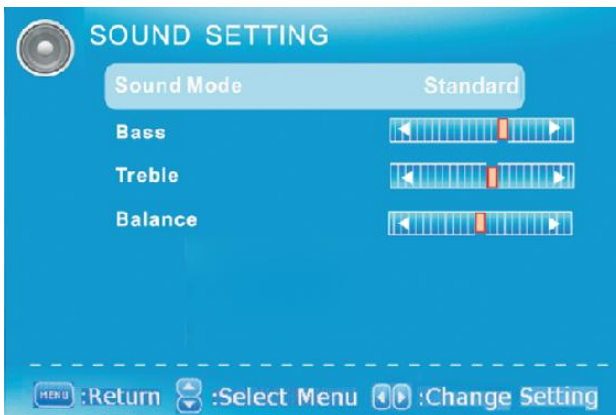 SOUND SETTING
Sound Mode Standard
Bass
Treble
Balance
MENU :Return :Select Menu :Change Setting